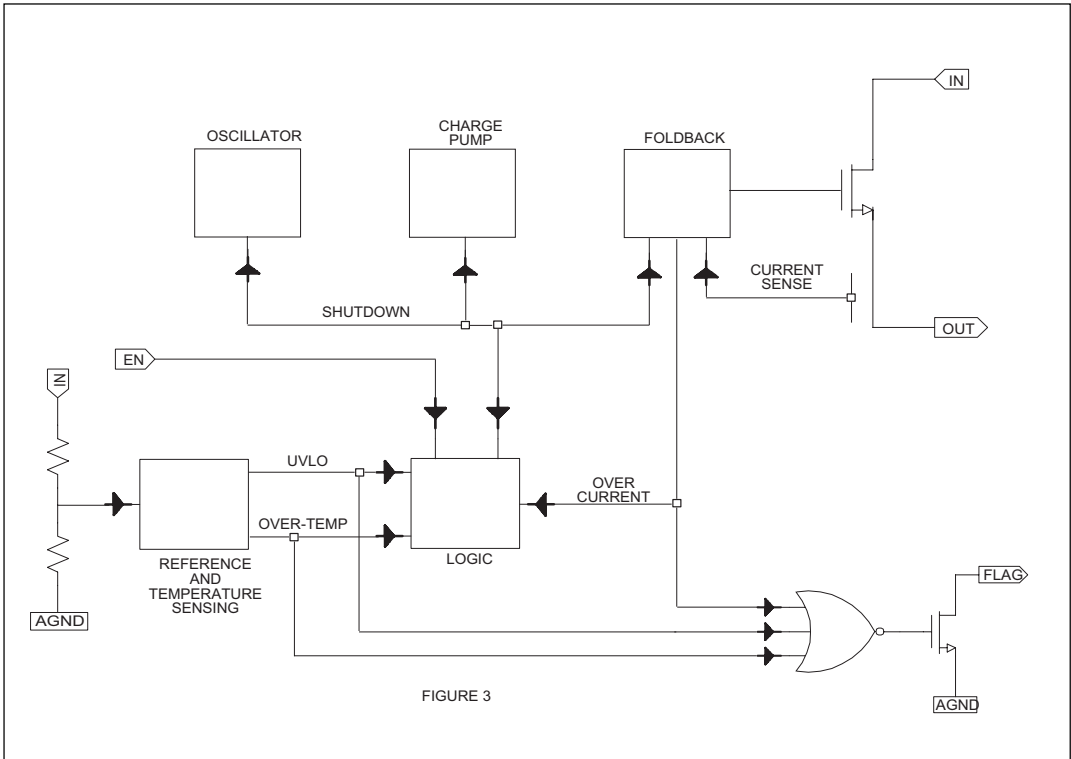 IN
OSCILLATOR
CHARGE
PUMP
FOLDBACK
CURRENT
SENSE
SHUTDOWN
OUT
EN
IN
UVLO
OVER
CURRENT
OVER-TEMP
LOGIC
REFERENCE
AND
TEMPERATURE
SENSING
FLAG
AGND
FIGURE 3
AGND